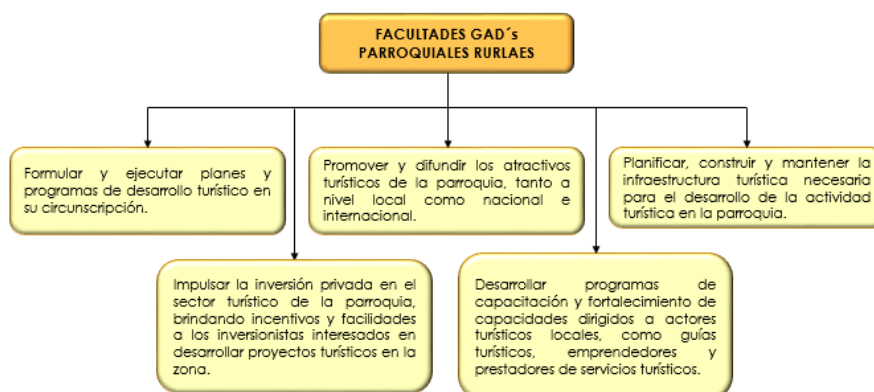 FACULTADES GAD´s
PARROQUIALES RURLAES
Formular y ejecutar planes y
programas de desarrollo turístico en
su circunscripción.
Promover y difundir los atractivos
turísticos de la parroquia, tanto a
nivel local como nacional e
internacional.
Planificar, construir y mantener la
infraestructura turística necesaria
para el desarrollo de la actividad
turística en la parroquia.
Impulsar la inversión privada en el
sector turístico de la parroquia,
brindando incentivos y facilidades
a los inversionistas interesados en
desarrollar proyectos turísticos en la
zona.
Desarrollar programas de
capacitación y fortalecimiento de
capacidades dirigidos a actores
turísticos locales, como guías
turísticos, emprendedores y
prestadores de servicios turísticos.